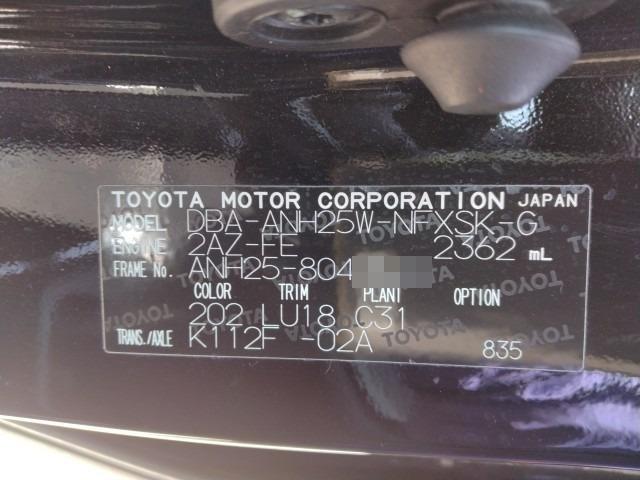 TOYOTA MOTOR CORPORATION JAPAN
MODEL DBA-ANH25W-NFXSK-G
ENGINE 2AZ-FE 2362 mL
FRAME No. ANH25-804
COLOR TRIM PLANT OPTION
202 LU18 C31
TRANS./AXLE K112F -02A 835